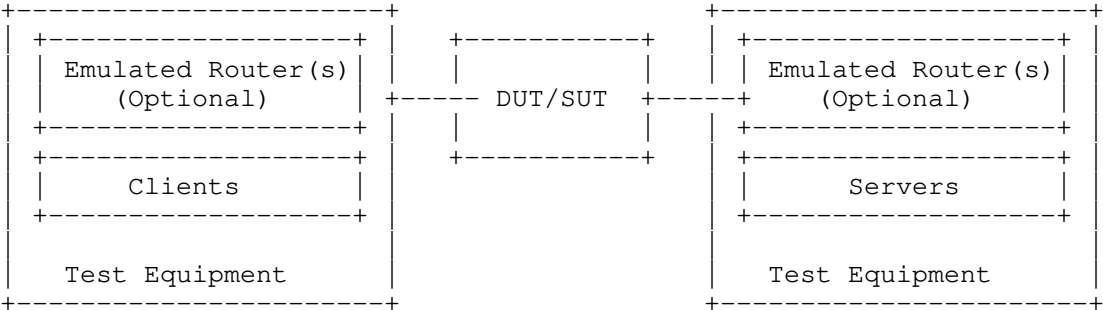 Emulated Router(s) Emulated Router(s)
(Optional) DUT/SUT (Optional)
Clients Servers
Test Equipment Test Equipment